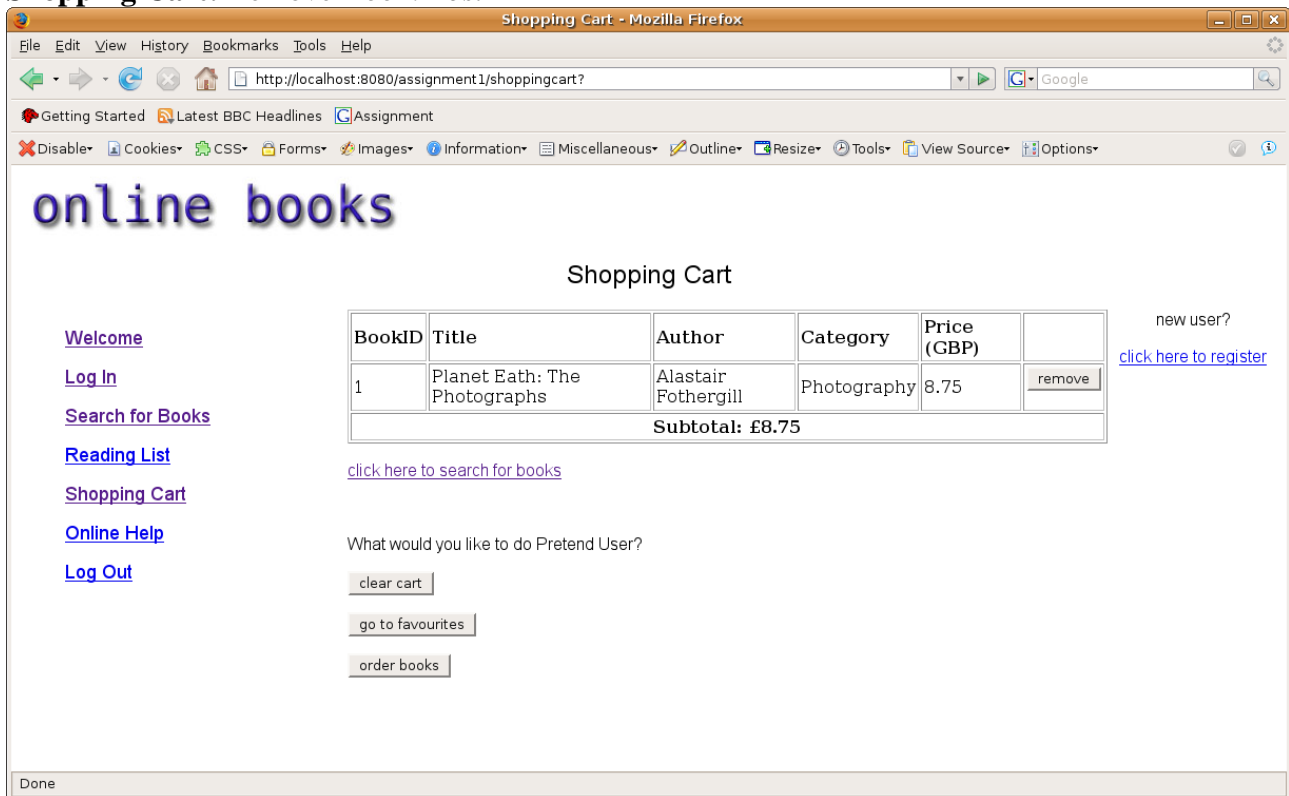 Shopping Cart - Mozilla Firefox
File Edit View History Bookmarks Tools Help
http://localhost:8080/assignment1/shoppingcart? G Google
Getting Started Latest BBC Headlines Assignment
Disable Cookies CSS Forms Images Information Miscellaneous Outline Resize Tools View Source Options
online books
Shopping Cart
Welcome
Log In
Search for Books
Reading List
Shopping Cart
Online Help
Log Out
BookID Title Author Category Price (GBP)
1 Planet Eath: The Photographs Alastair Fothergill Photography 8.75 remove
Subtotal: £8.75
click here to search for books
What would you like to do Pretend User?
clear cart
go to favourites
order books
new user?
click here to register
Done